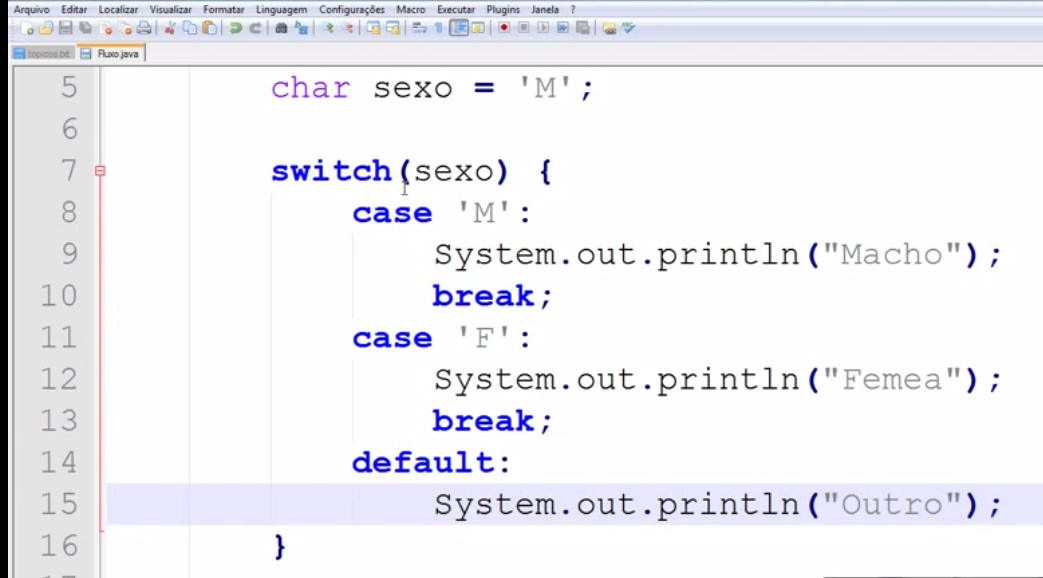 Arquivo Editar Localizar Visualizar Formatar Linguagem Configurações Macro Executar Plugins Janela ?
topicos.txt Fluxo.java
5 char sexo = 'M';
6
7 switch(sexo) {
8 case 'M':
9 System.out.println("Macho");
10 break;
11 case 'F':
12 System.out.println("Femea");
13 break;
14 default:
15 System.out.println("Outro");
16 }